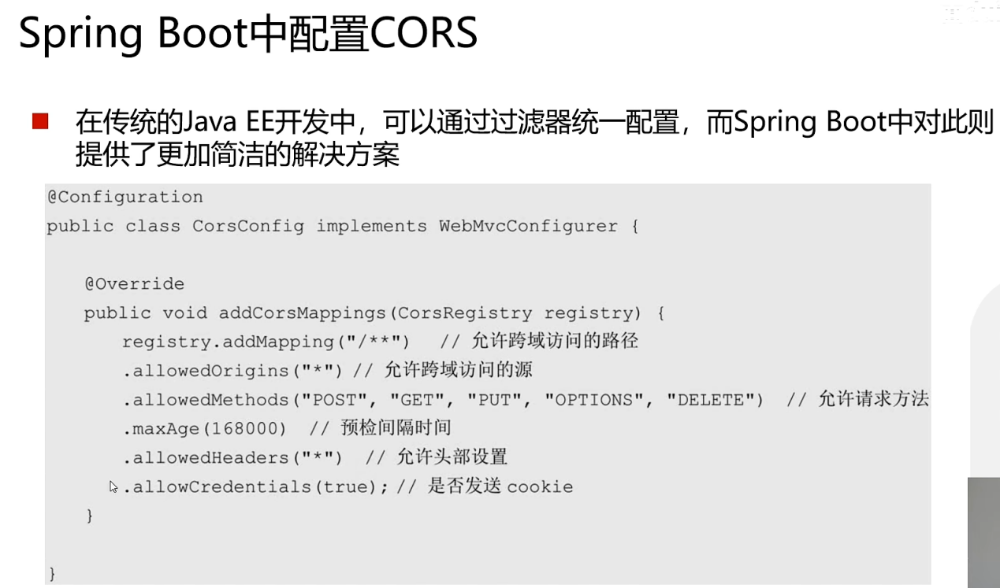 Spring Boot中配置CORS
在传统的Java EE开发中，可以通过过滤器统一配置，而Spring Boot中对此则
提供了更加简洁的解决方案
@Configuration
public class CorsConfig implements WebMvcConfigurer {
@Override
public void addCorsMappings(CorsRegistry registry) {
registry.addMapping("/**") // 允许跨域访问的路径
.allowedOrigins("*") // 允许跨域访问的源
.allowedMethods("POST", "GET", "PUT", "OPTIONS", "DELETE") // 允许请求方法
.maxAge(168000) // 预检间隔时间
.allowedHeaders("*") // 允许头部设置
.allowCredentials(true); // 是否发送 cookie
}
}